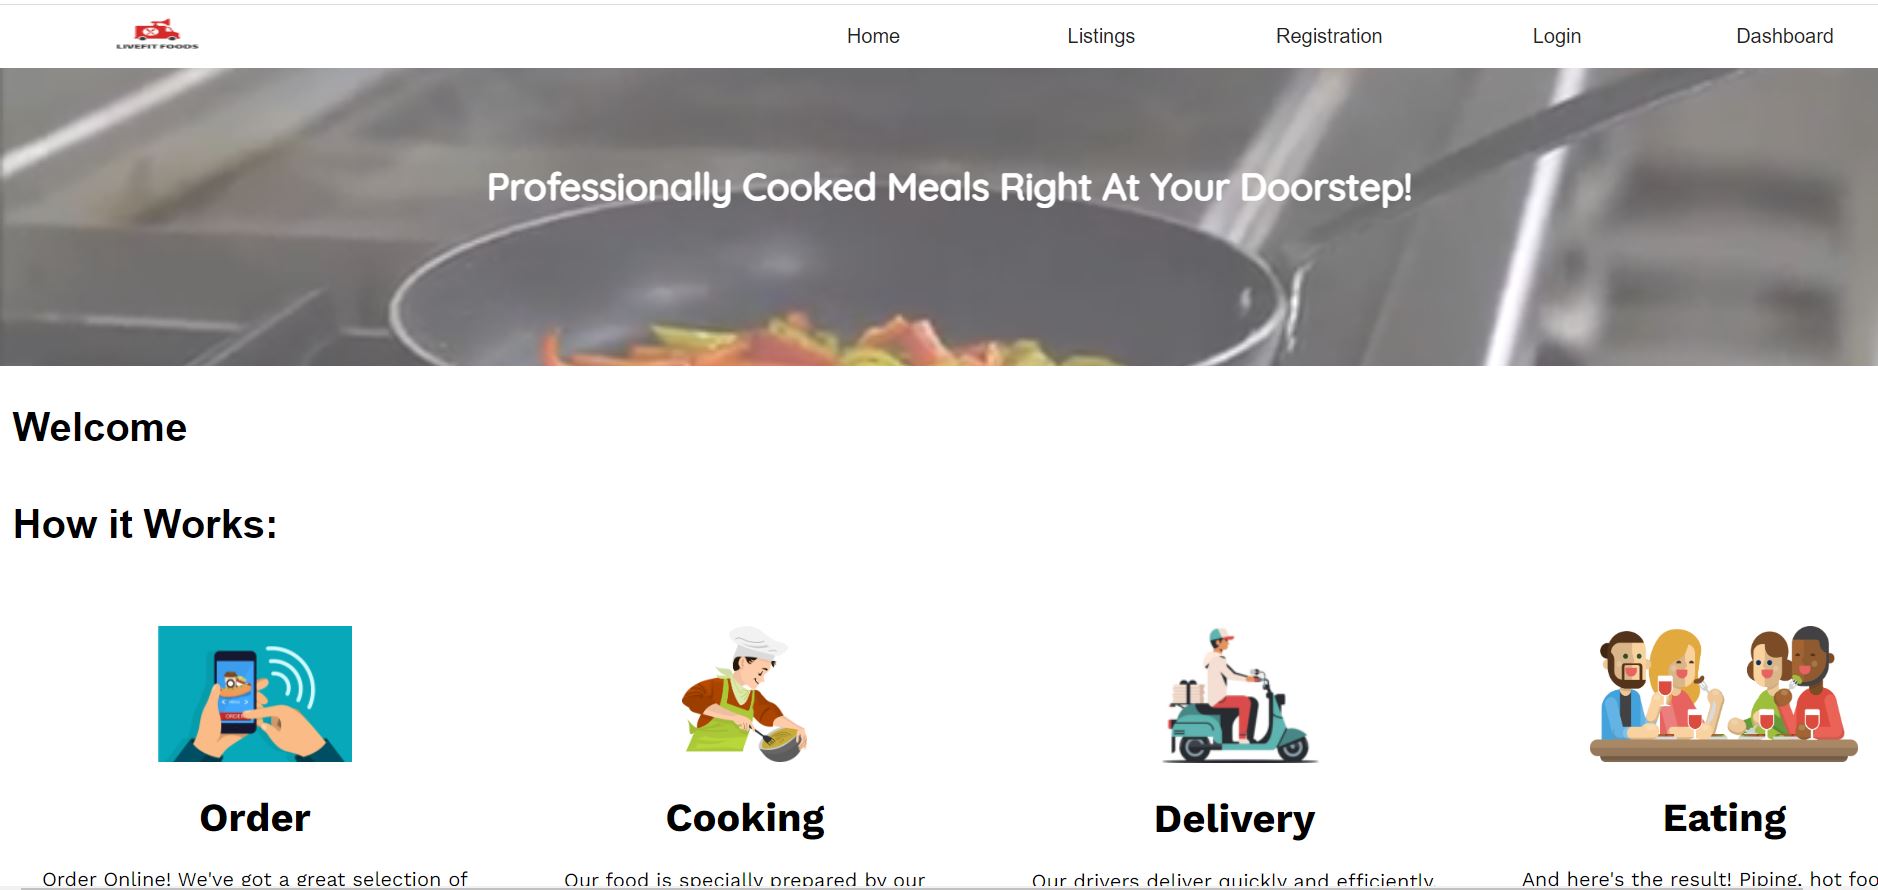 LIVEFIT FOODS
Home Listings Registration Login Dashboard
Professionally Cooked Meals Right At Your Doorstep!
Welcome
How it Works:
ORDER
Order Cooking Delivery Eating
Order Online! We've got a great selection of
Our food is specially prepared by our
Our drivers deliver quickly and efficiently.
And here's the result! Piping, hot